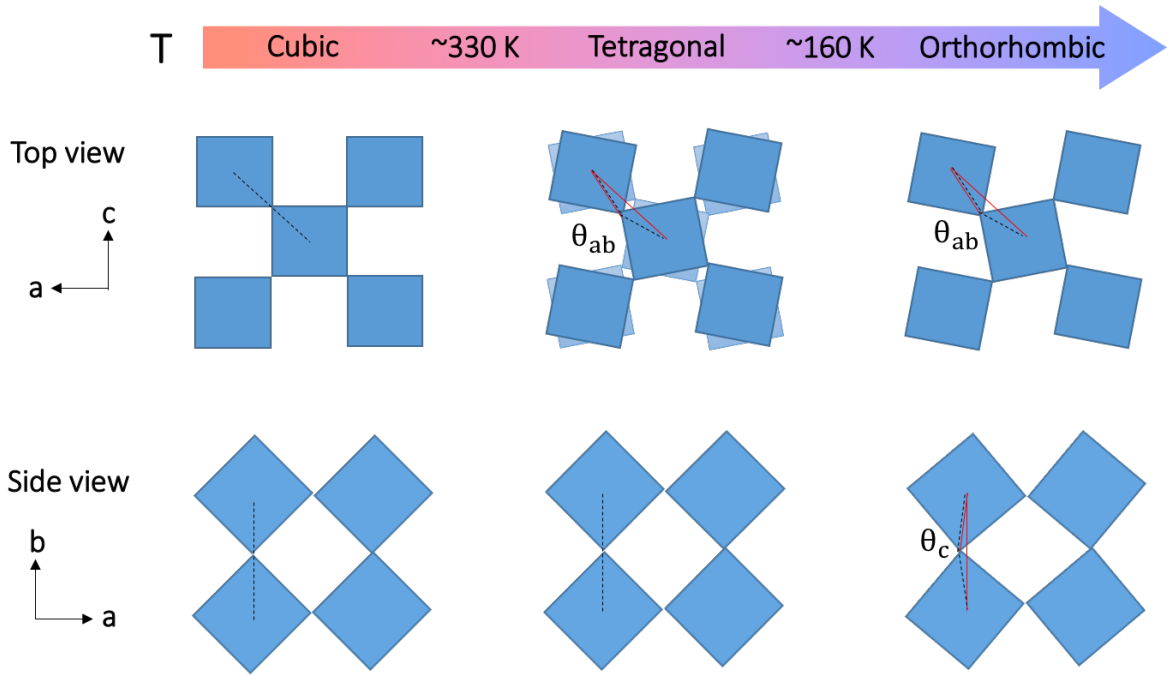 T Cubic ~330 K Tetragonal ~160 K Orthorhombic
Top view
c
a
θab
θab
Side view
b
a
θc